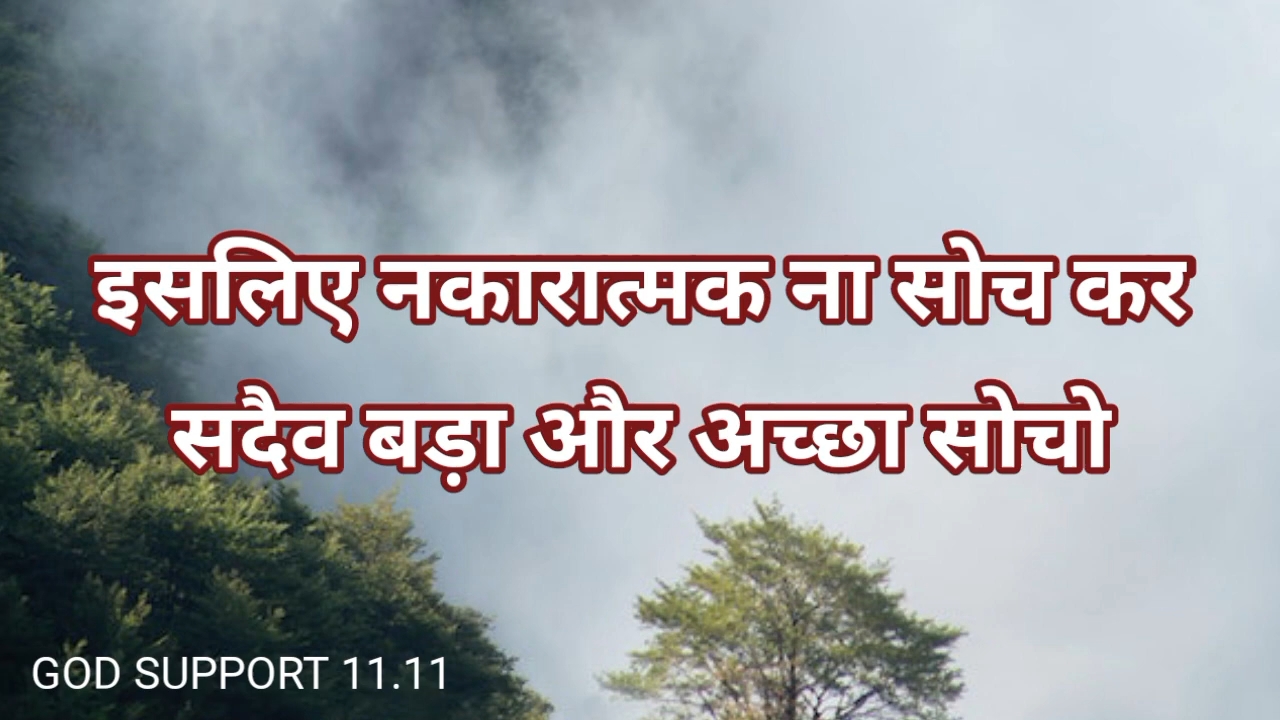 इसलिए नकारात्मक ना सोच कर
सदैव बड़ा और अच्छा सोचो
GOD SUPPORT 11.11